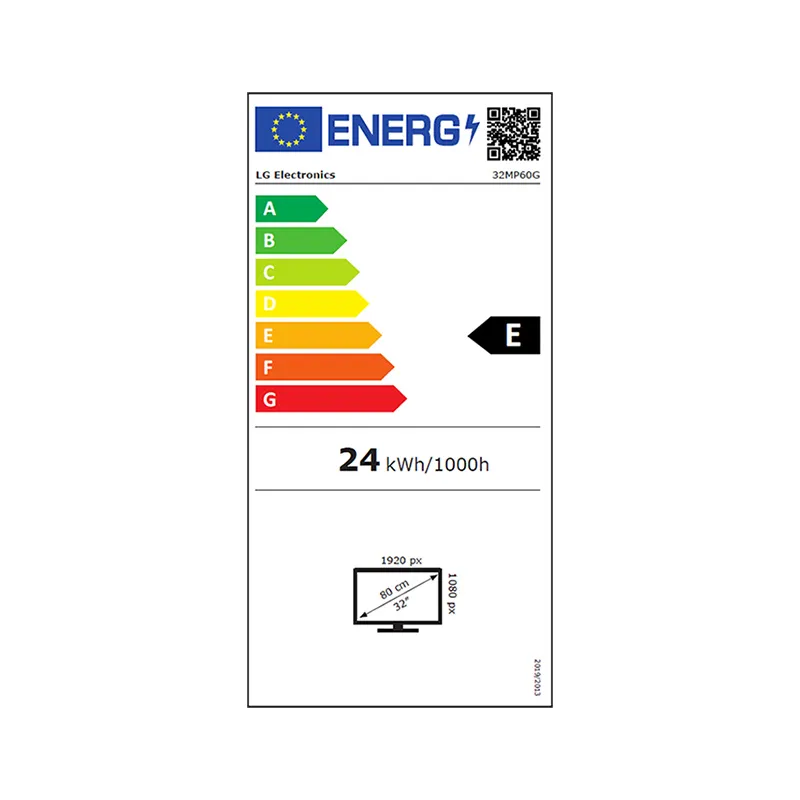 ENERG
LG Electronics 32MP60G
A
B
C
D
E
E
F
G
24 kWh/1000h
1920 px
1080 px
80 cm
32"
2019/2013